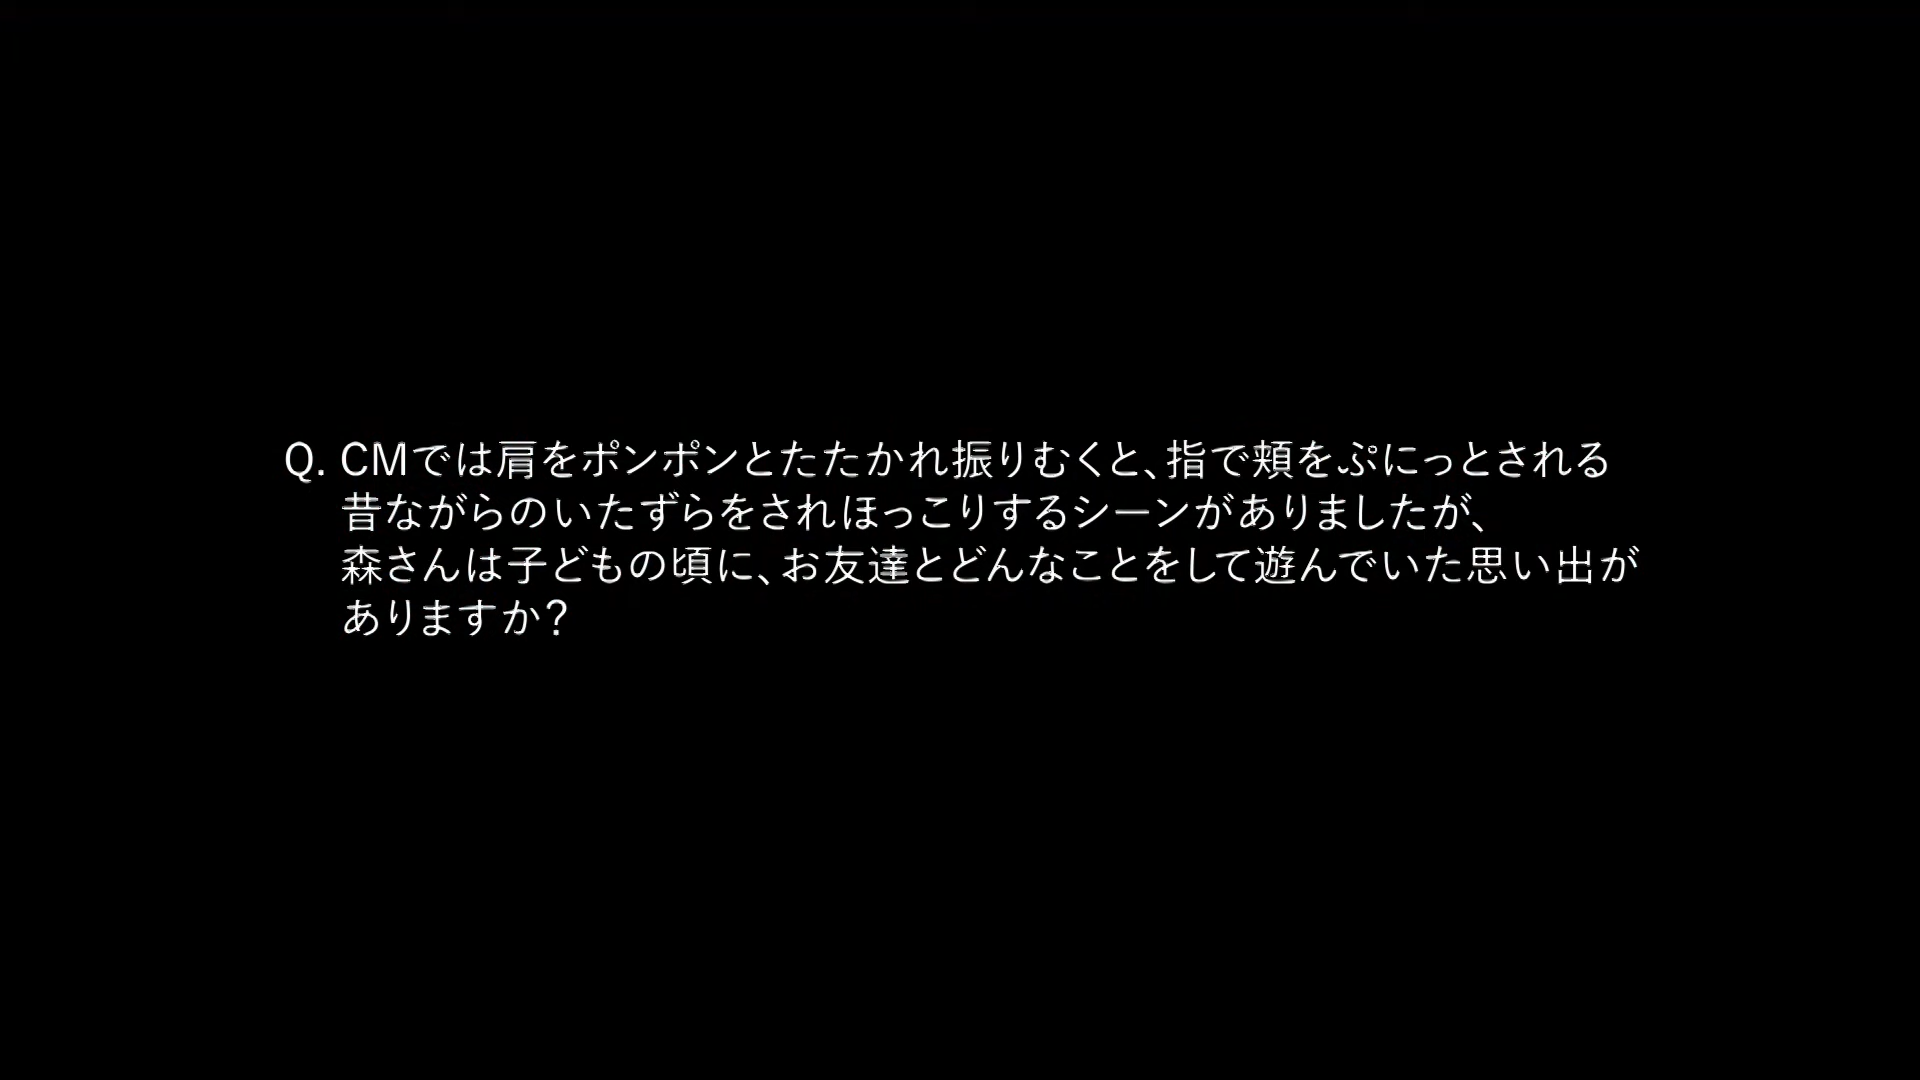 Q. CMでは肩をポンポンとたたかれ振りむくと、指で頬をぷにっとされる
昔ながらのいたずらをされほっこりするシーンがありましたが、
森さんは子どもの頃に、お友達とどんなことをして遊んでいた思い出が
ありますか?